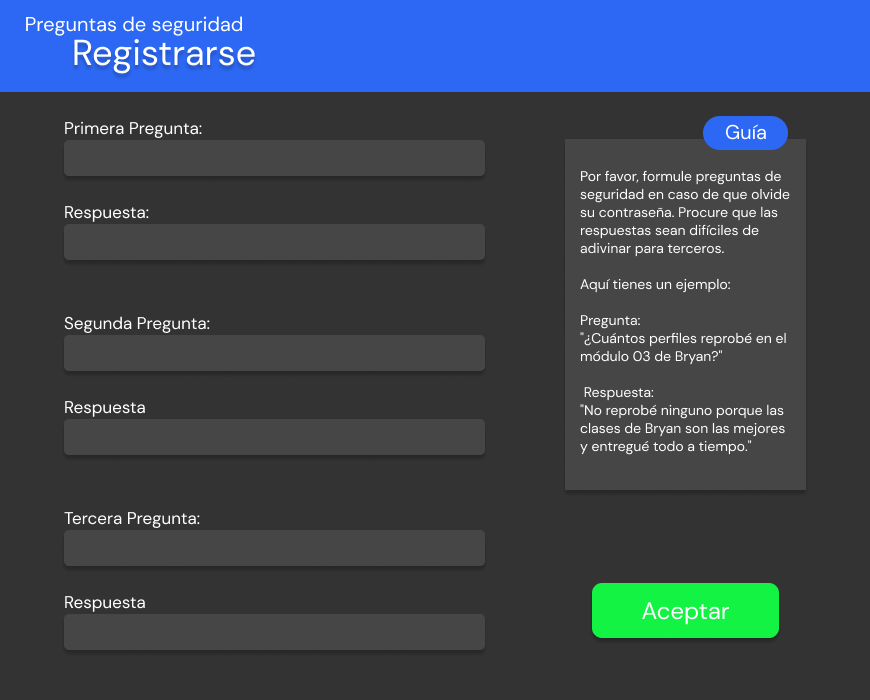 Preguntas de seguridad
Registrarse
Primera Pregunta:
Respuesta:
Segunda Pregunta:
Respuesta
Tercera Pregunta:
Respuesta
Guía
Por favor, formule preguntas de
seguridad en caso de que olvide
su contraseña. Procure que las
respuestas sean difíciles de
adivinar para terceros.
Aquí tienes un ejemplo:
Pregunta:
"¿Cuántos perfiles reprobé en el
módulo 03 de Bryan?"
Respuesta:
"No reprobé ninguno porque las
clases de Bryan son las mejores
y entregué todo a tiempo."
Aceptar